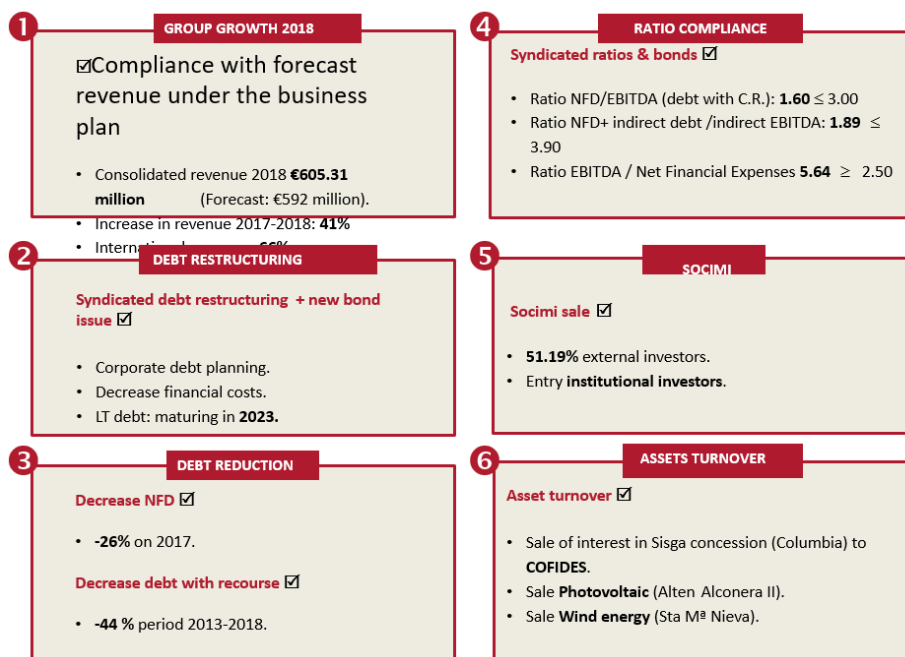 1
GROUP GROWTH 2018
☑Compliance with forecast
revenue under the business
plan
• Consolidated revenue 2018 €605.31
million (Forecast: €592 million).
• Increase in revenue 2017-2018: 41%
2
DEBT RESTRUCTURING
Syndicated debt restructuring + new bond
issue ☑
• Corporate debt planning.
• Decrease financial costs.
• LT debt: maturing in 2023.
3
DEBT REDUCTION
Decrease NFD ☑
• -26% on 2017.
Decrease debt with recourse ☑
• -44 % period 2013-2018.
4
RATIO COMPLIANCE
Syndicated ratios & bonds ☑
• Ratio NFD/EBITDA (debt with C.R.): 1.60 ≤ 3.00
• Ratio NFD+ indirect debt /indirect EBITDA: 1.89 ≤
3.90
• Ratio EBITDA / Net Financial Expenses 5.64 ≥ 2.50
5
SOCIMI
Socimi sale ☑
• 51.19% external investors.
• Entry institutional investors.
6
ASSETS TURNOVER
Asset turnover ☑
• Sale of interest in Sisga concession (Columbia) to
COFIDES.
• Sale Photovoltaic (Alten Alconera II).
• Sale Wind energy (Sta Mª Nieva).